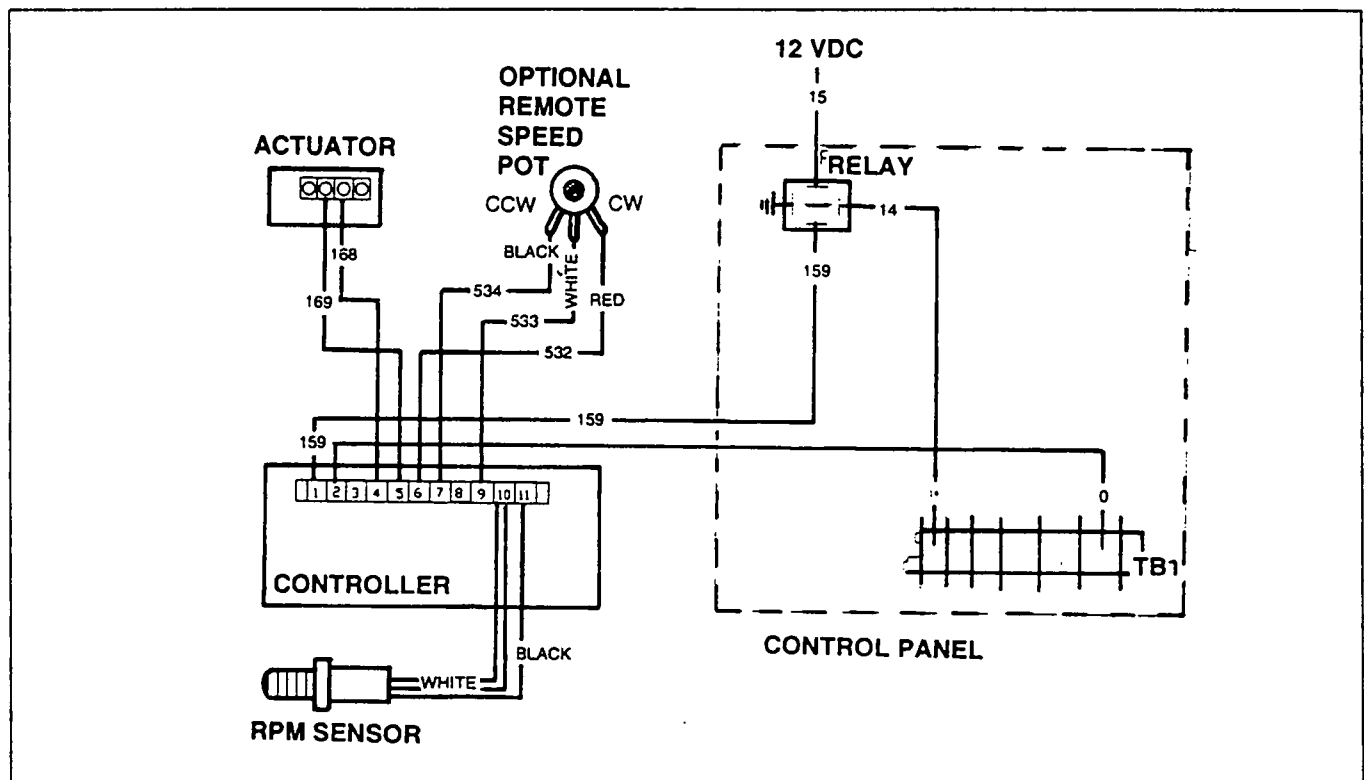 12 VDC
15
OPTIONAL
REMOTE
SPEED
POT
ACTUATOR
RELAY
CCW
CW
14
BLACK
WHITE
RED
168
169
534
533
532
159
159
159
0
1 2 3 4 5 6 7 8 9 10 11
TB1
CONTROLLER
CONTROL PANEL
BLACK
WHITE
RPM SENSOR